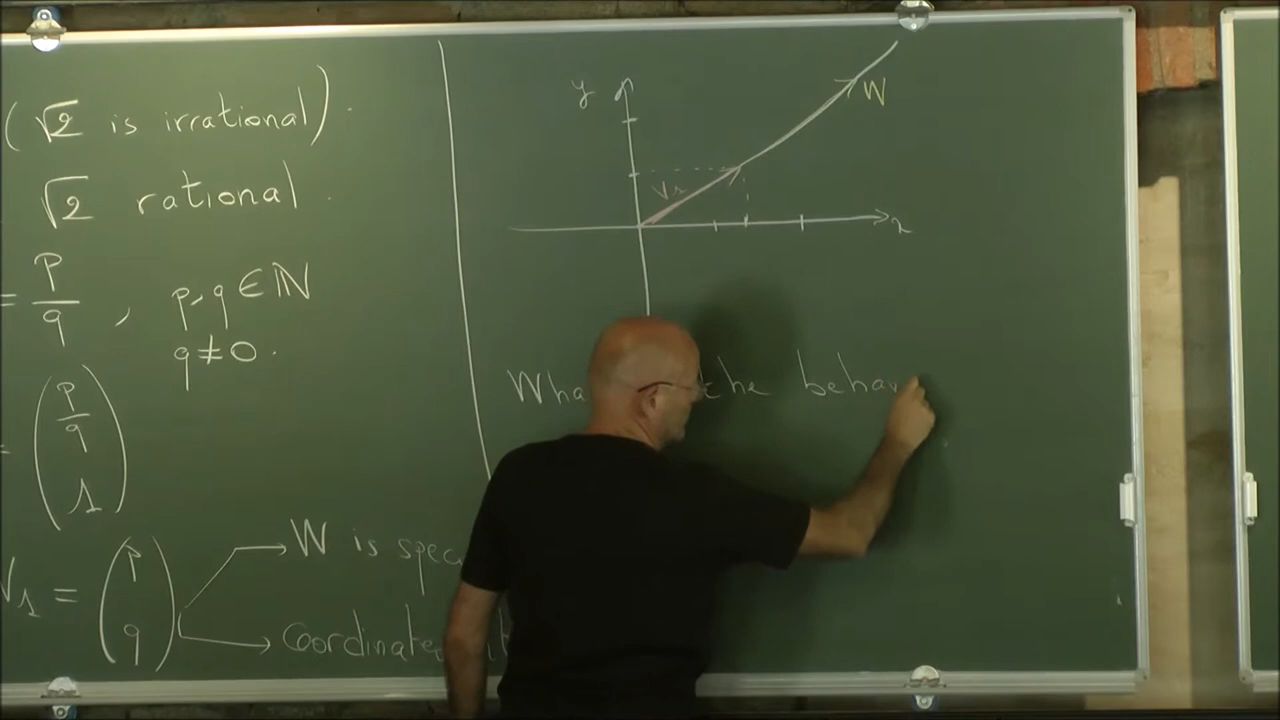 (√2 is irrational).
√2 rational.
= p/q , p, q ∈ ℕ
q ≠ 0.
= (p/q
1)
V₁ = (p
q)
W is spec
Coordinate
y
W
V₁
x
Wha the behav